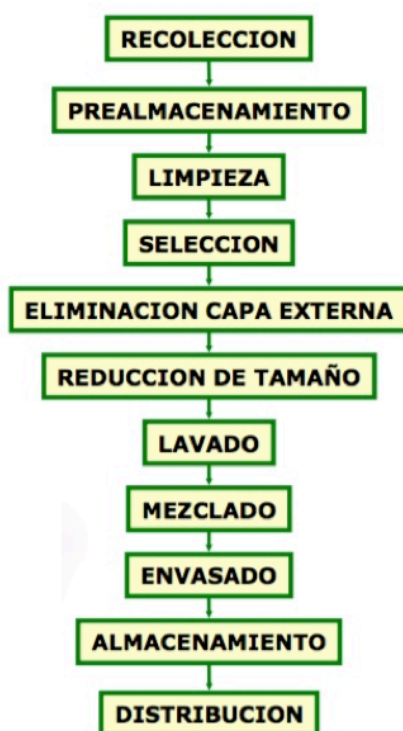 RECOLECCION
PREALMACENAMIENTO
LIMPIEZA
SELECCION
ELIMINACION CAPA EXTERNA
REDUCCION DE TAMAÑO
LAVADO
MEZCLADO
ENVASADO
ALMACENAMIENTO
DISTRIBUCION